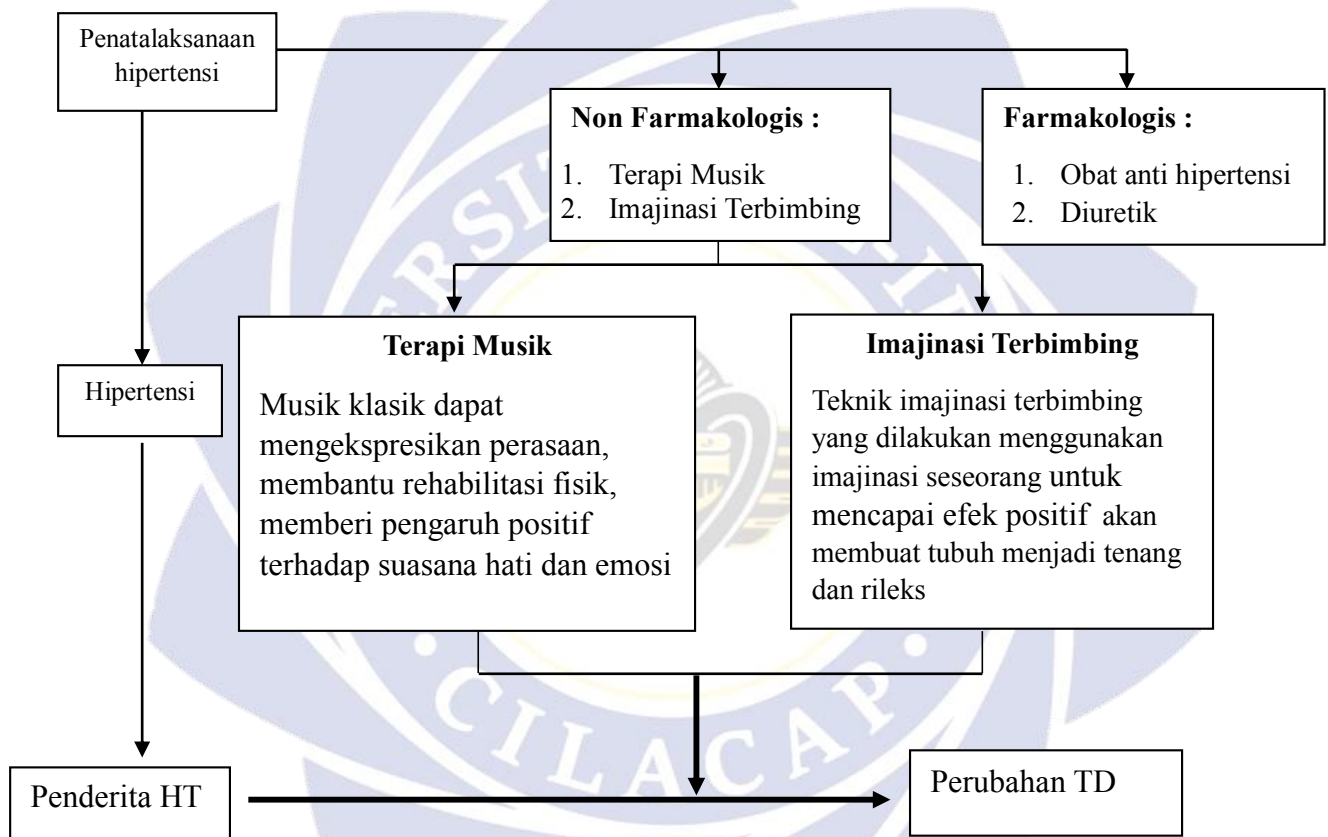 Penatalaksanaan
hipertensi
Non Farmakologis :
1. Terapi Musik
2. Imajinasi Terbimbing
Farmakologis :
1. Obat anti hipertensi
2. Diuretik
Hipertensi
Terapi Musik
Musik klasik dapat
mengekspresikan perasaan,
membantu rehabilitasi fisik,
memberi pengaruh positif
terhadap suasana hati dan emosi
Imajinasi Terbimbing
Teknik imajinasi terbimbing
yang dilakukan menggunakan
imajinasi seseorang untuk
mencapai efek positif akan
membuat tubuh menjadi tenang
dan rileks
Penderita HT
Perubahan TD
CILACAP